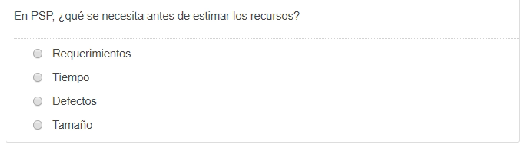 En PSP, ¿qué se necesita antes de estimar los recursos?
Requerimientos
Tiempo
Defectos
Tamaño